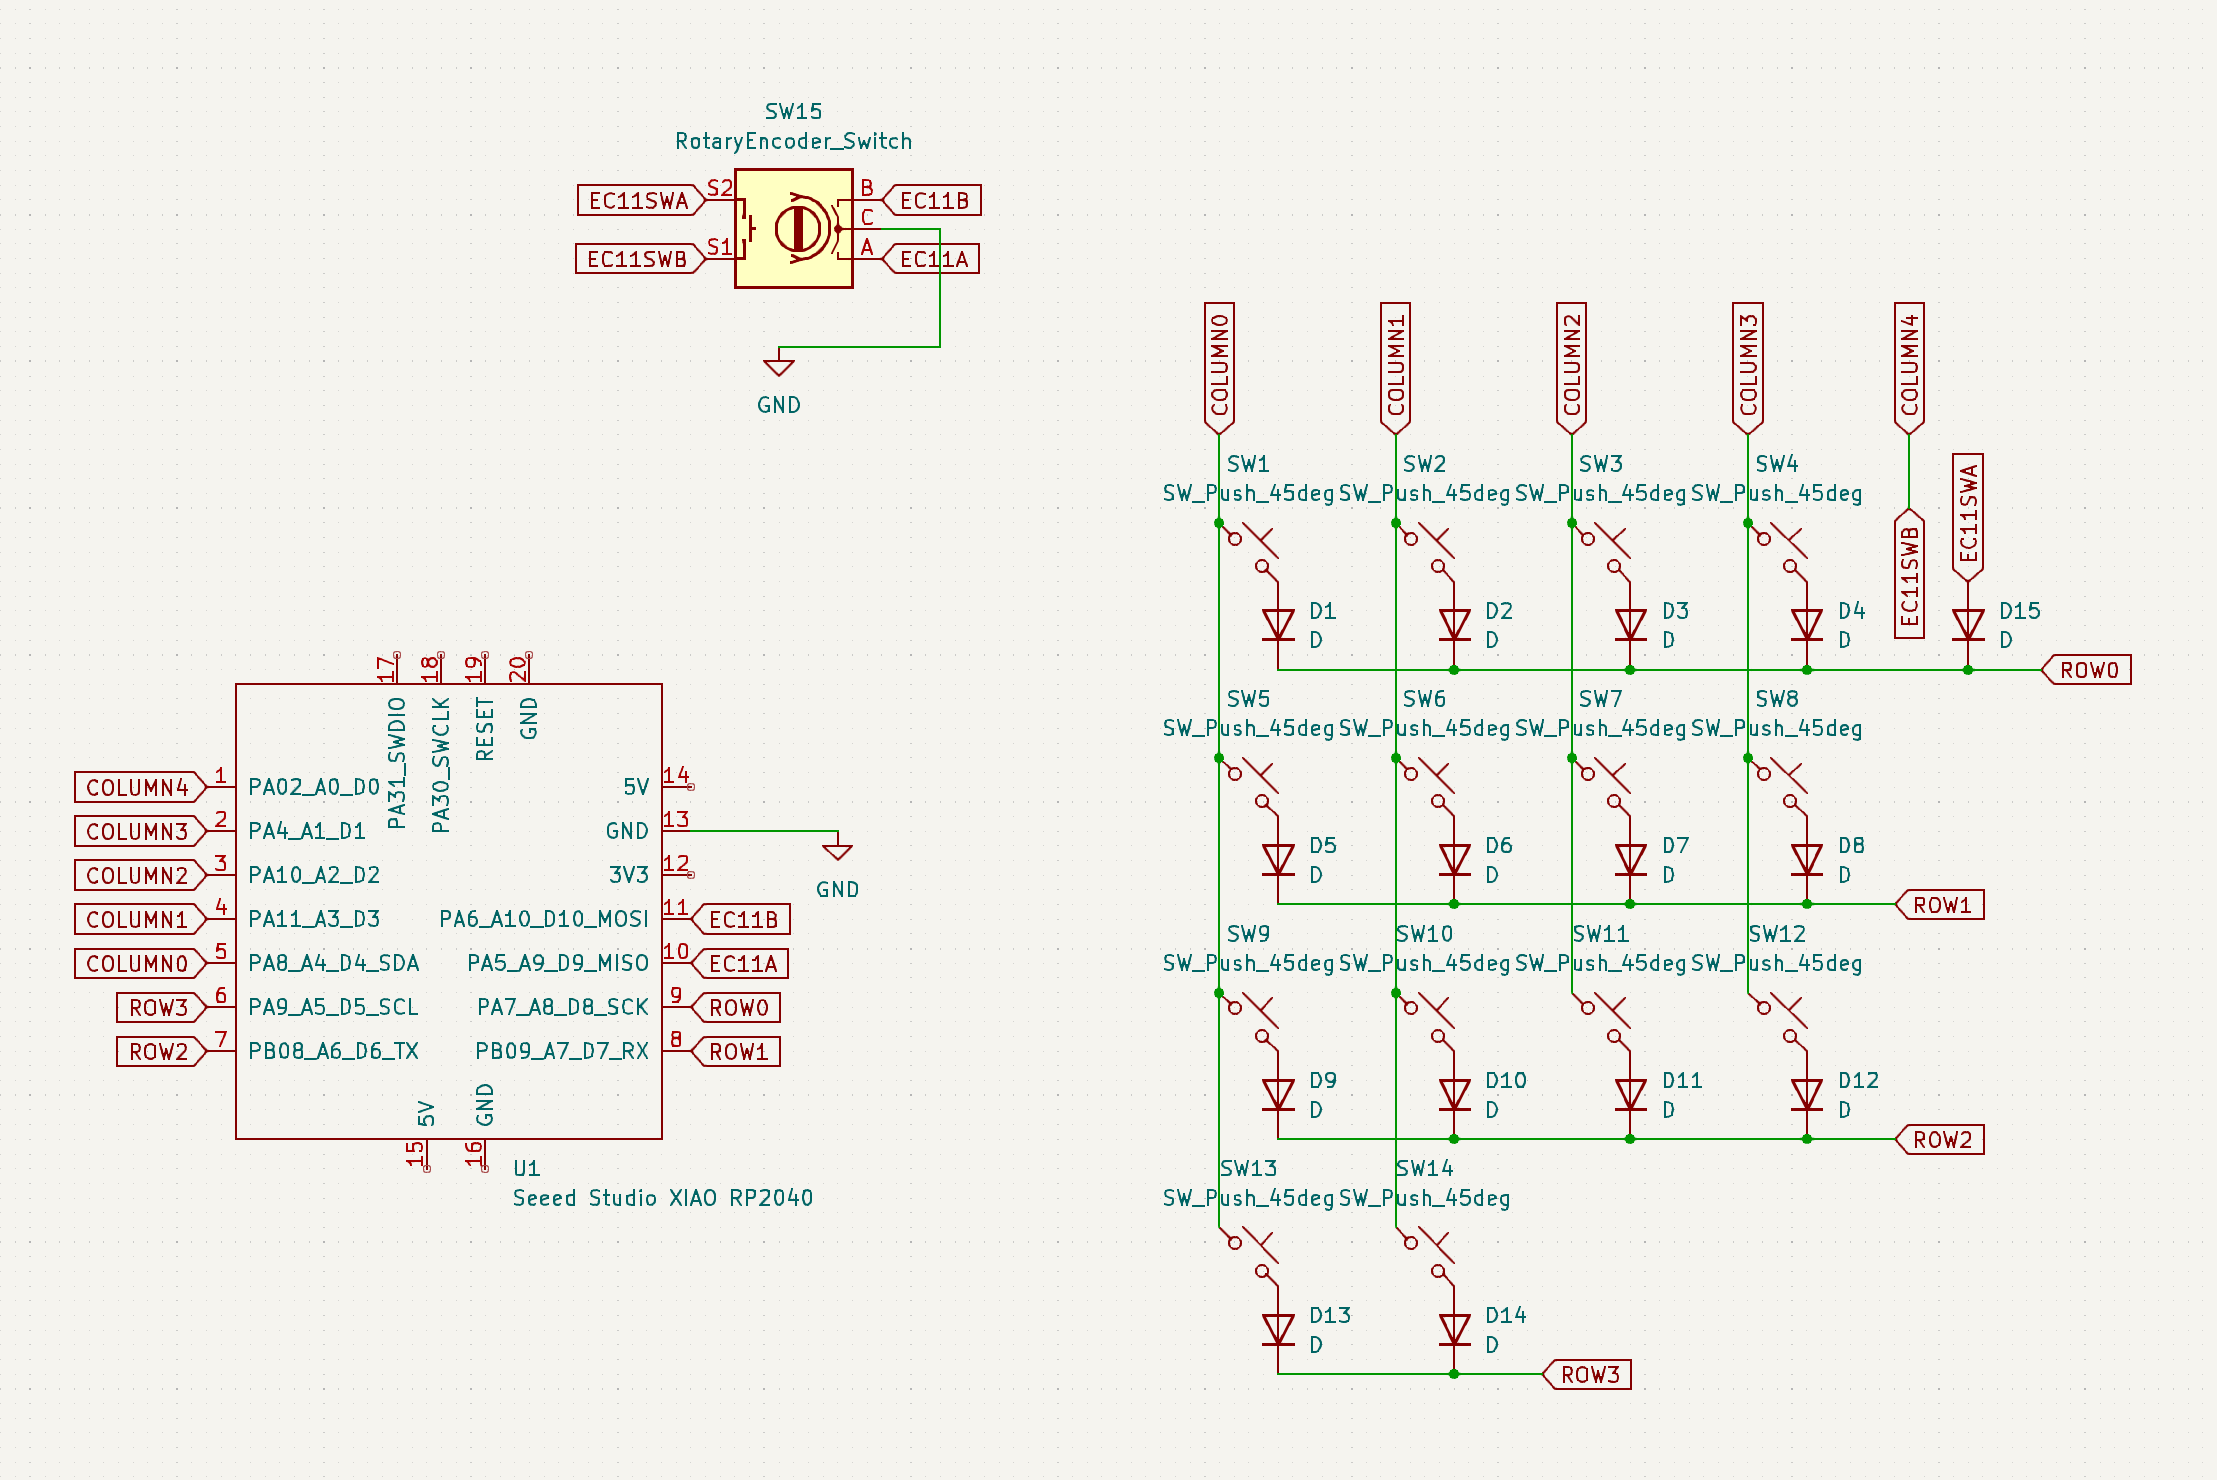 SW15
RotaryEncoder_Switch
EC11SWA
S2
B
EC11B
C
EC11SWB
S1
A
EC11A
GND
COLUMN0
COLUMN1
COLUMN2
COLUMN3
COLUMN4
SW1
SW_Push_45deg
SW2
SW_Push_45deg
SW3
SW_Push_45deg
SW4
SW_Push_45deg
EC11SWB
EC11SWA
D1
D
D2
D
D3
D
D4
D
D15
D
ROW0
SW5
SW_Push_45deg
SW6
SW_Push_45deg
SW7
SW_Push_45deg
SW8
SW_Push_45deg
D5
D
D6
D
D7
D
D8
D
ROW1
SW9
SW_Push_45deg
SW10
SW_Push_45deg
SW11
SW_Push_45deg
SW12
SW_Push_45deg
D9
D
D10
D
D11
D
D12
D
ROW2
SW13
SW_Push_45deg
SW14
SW_Push_45deg
D13
D
D14
D
ROW3
17
18
19
20
PA31_SWDIO
PA30_SWCLK
RESET
GND
COLUMN4
1
PA02_A0_D0
COLUMN3
2
PA4_A1_D1
COLUMN2
3
PA10_A2_D2
COLUMN1
4
PA11_A3_D3
COLUMN0
5
PA8_A4_D4_SDA
ROW3
6
PA9_A5_D5_SCL
ROW2
7
PB08_A6_D6_TX
5V
14
GND
13
GND
3V3
12
PA6_A10_D10_MOSI
11
EC11B
PA5_A9_D9_MISO
10
EC11A
PA7_A8_D8_SCK
9
ROW0
PB09_A7_D7_RX
8
ROW1
5V
GND
15
16
U1
Seeed Studio XIAO RP2040